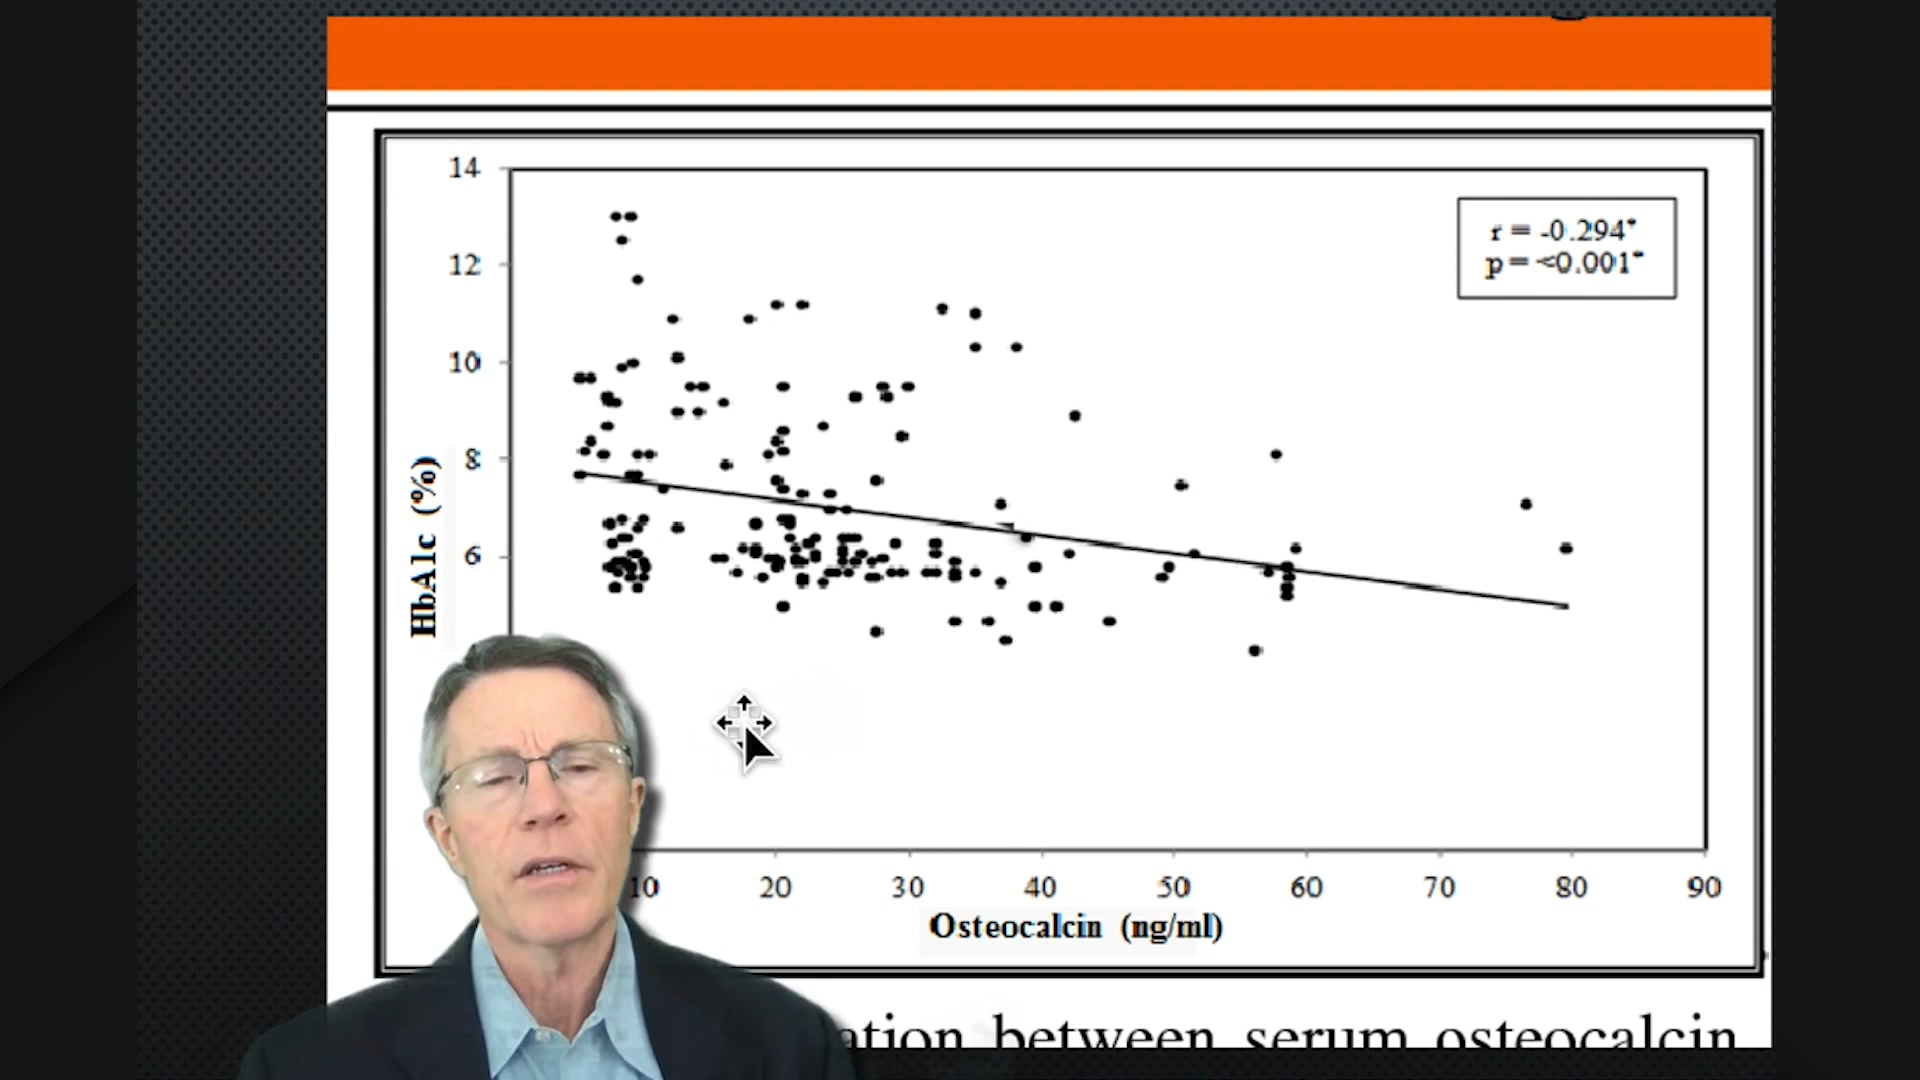 14
r = -0.294*
p = <0.001*
12
10
8
6
HbA1c (%)
10 20 30 40 50 60 70 80 90
Osteocalcin (ng/ml)
between serum osteocalcin